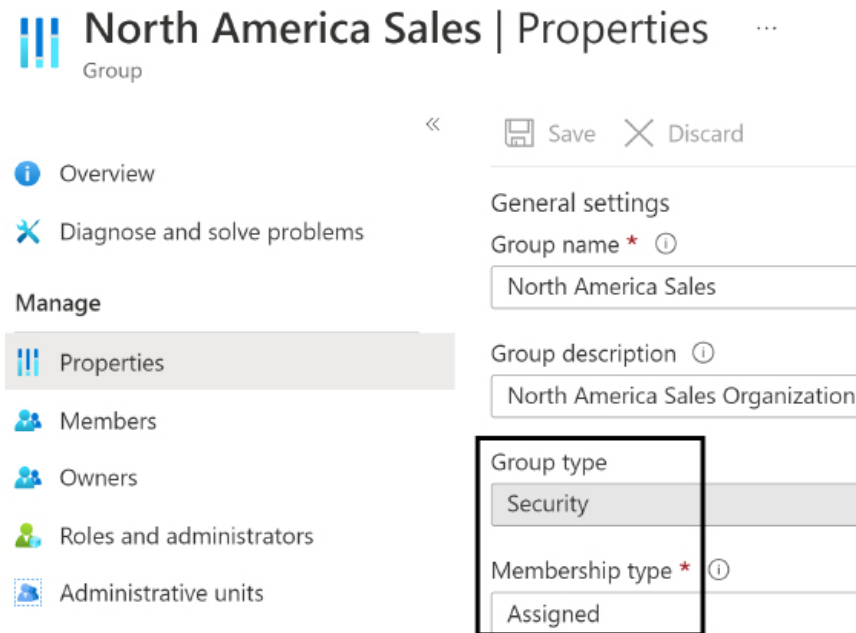 North America Sales | Properties ...
Group
«
Save Discard
Overview
Diagnose and solve problems
Manage
Properties
Members
Owners
Roles and administrators
Administrative units
General settings
Group name *
North America Sales
Group description
North America Sales Organization
Group type
Security
Membership type *
Assigned